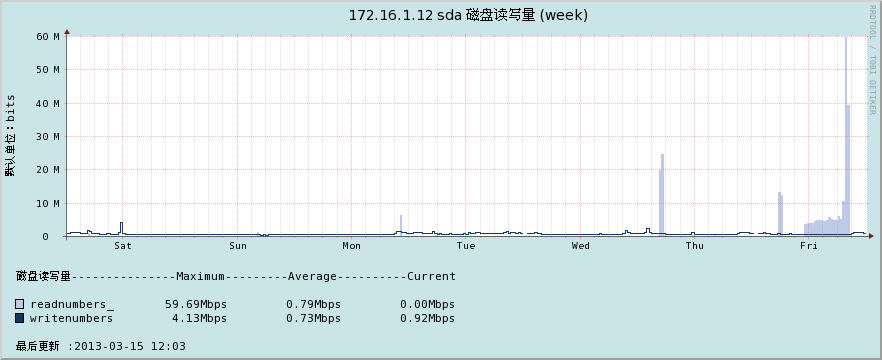 172.16.1.12 sda 磁盘读写量 (week)
RRDTOOL / TOBI OETIKER
默认单位：bits
60 M
50 M
40 M
30 M
20 M
10 M
0
Sat Sun Mon Tue Wed Thu Fri
磁盘读写量---------------Maximum---------Average----------Current
readnumbers_ 59.69Mbps 0.79Mbps 0.00Mbps
writenumbers 4.13Mbps 0.73Mbps 0.92Mbps
最后更新 :2013-03-15 12:03